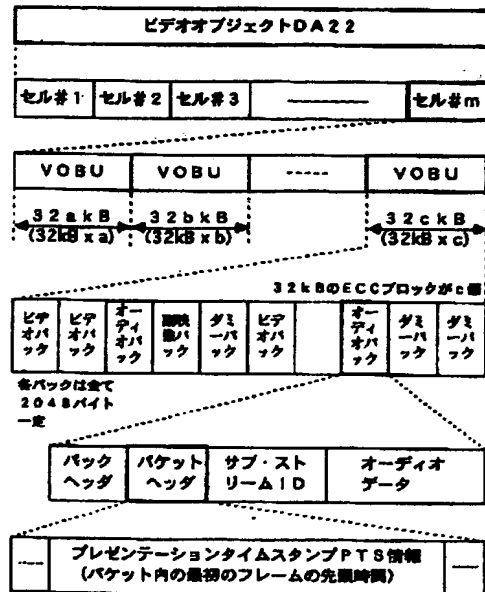 ビデオオブジェクトDA22
セル#1 セル#2 セル#3 セル#m
VOBU VOBU ----- VOBU
32akB 32bkB 32ckB
(32kB x a) (32kB x b) (32kB x c)
32kBのECCブロックがc個
ビデオパック ビデオパック オーディオパック 副映像パック ダミーパック ビデオパック オーディオパック ダミーパック ダミーパック
各パックは全て
2048バイト
一定
パック
ヘッダ
パケット
ヘッダ
サブ・スト
リームID
オーディオ
データ
プレゼンテーションタイムスタンプPTS情報
(パケット内の最初のフレームの先頭時間)